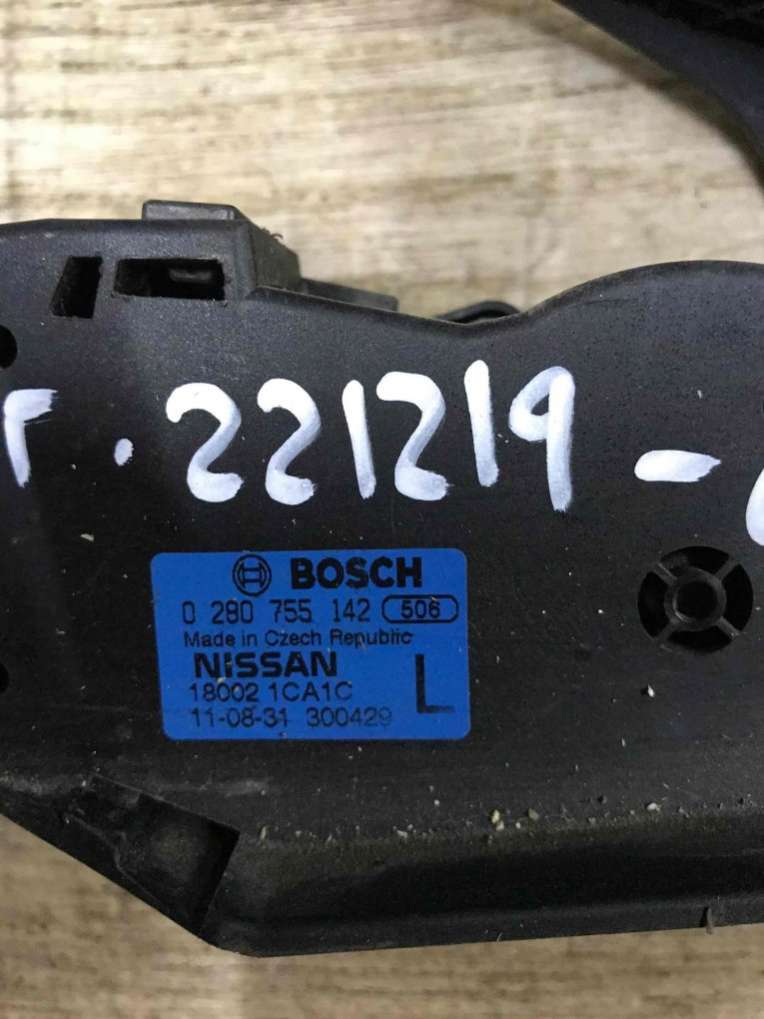 т. 221219 -
BOSCH
0 280 755 142 506
Made in Czech Republic
NISSAN
18002 1CA1C L
11-08-31 300429